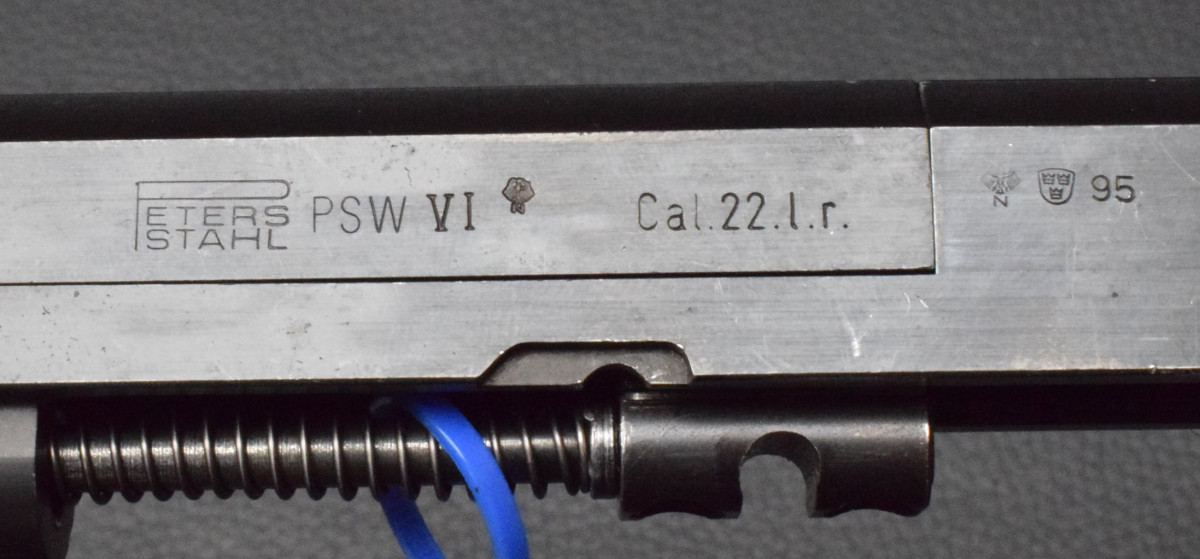 PETERS STAHL PSW VI Cal.22.l.r.
N 95